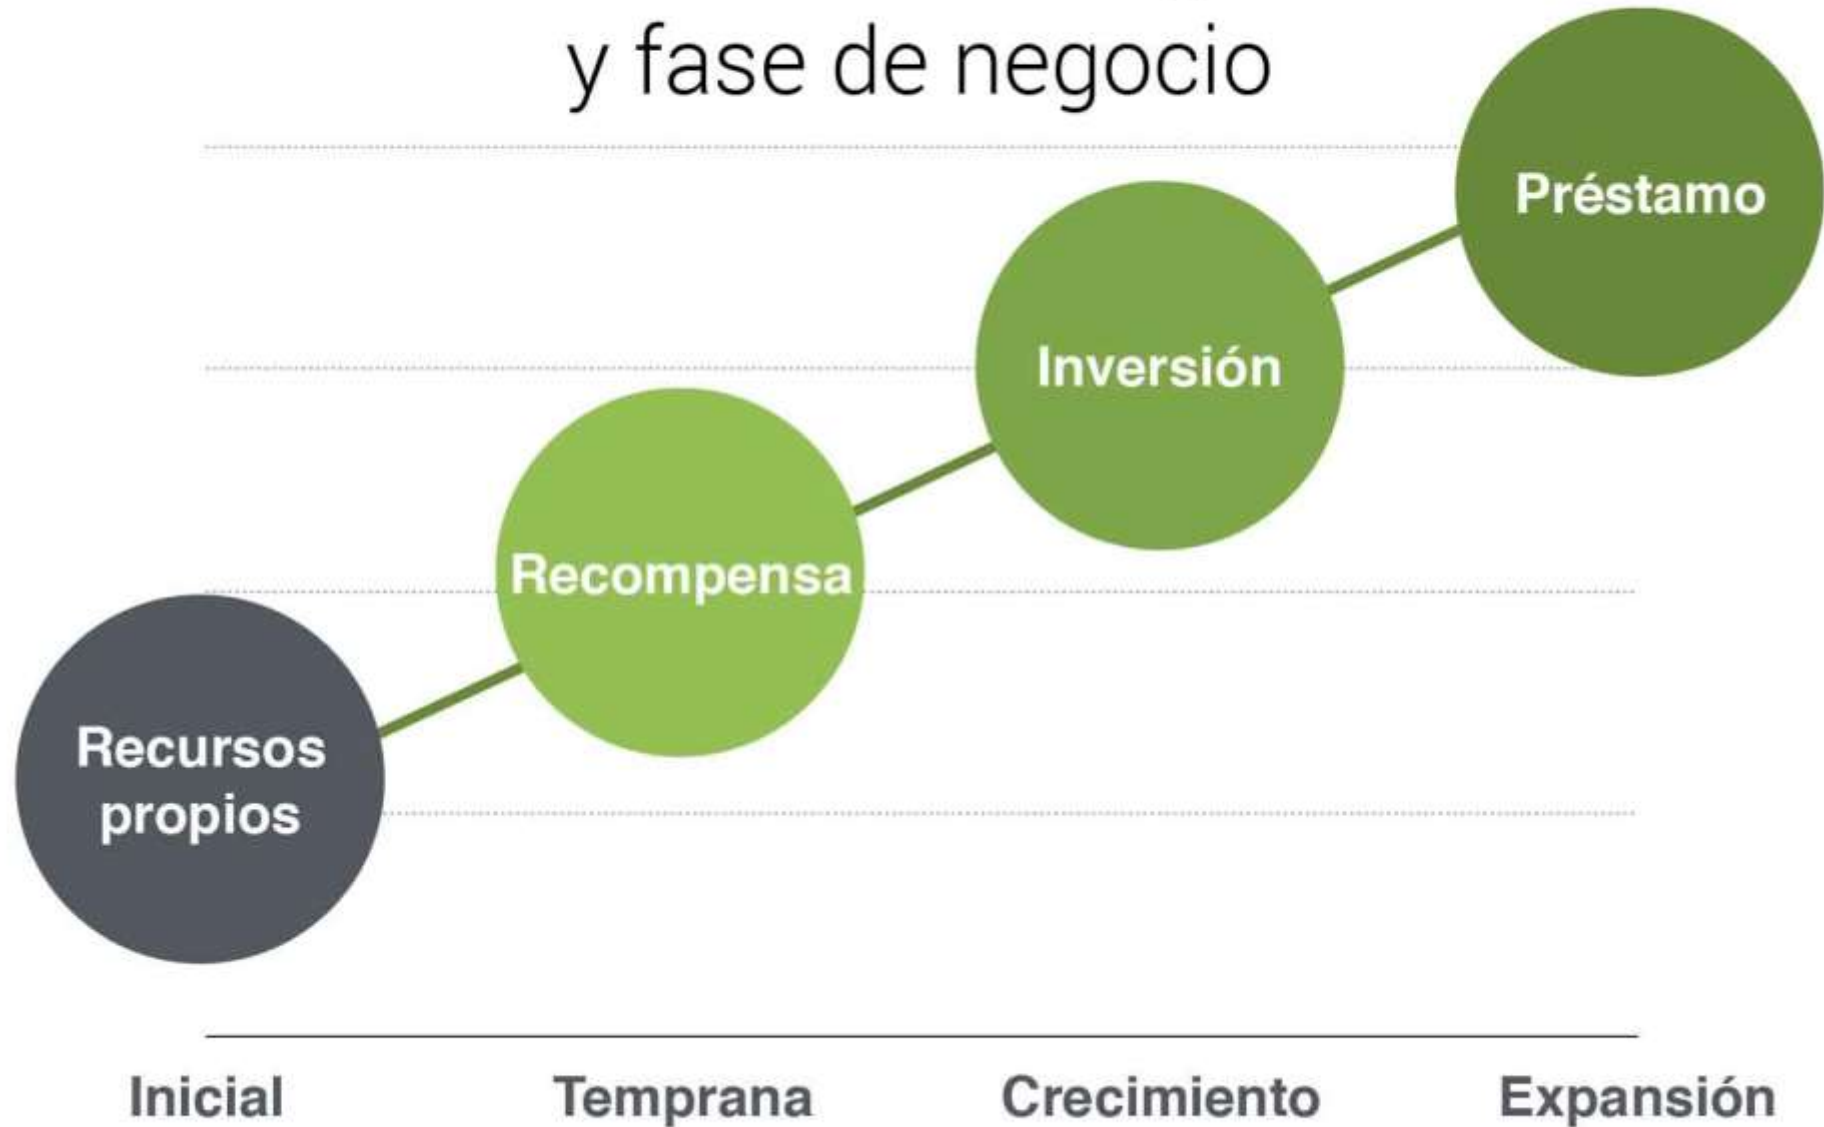 y fase de negocio
Préstamo
Inversión
Recompensa
Recursos
propios
Inicial
Temprana
Crecimiento
Expansión